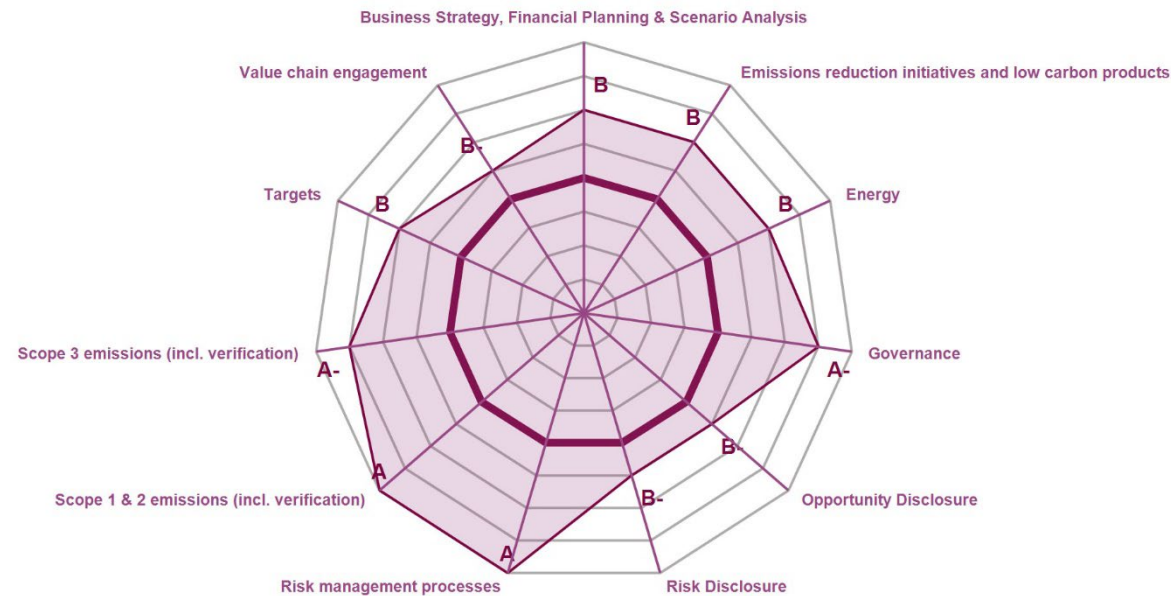 Business Strategy, Financial Planning & Scenario Analysis
Value chain engagement
Emissions reduction initiatives and low carbon products
B
B
B-
Targets
B
B
Energy
Scope 3 emissions (incl. verification)
A-
A-
Governance
B-
Scope 1 & 2 emissions (incl. verification)
A
B-
Opportunity Disclosure
A
Risk management processes
Risk Disclosure